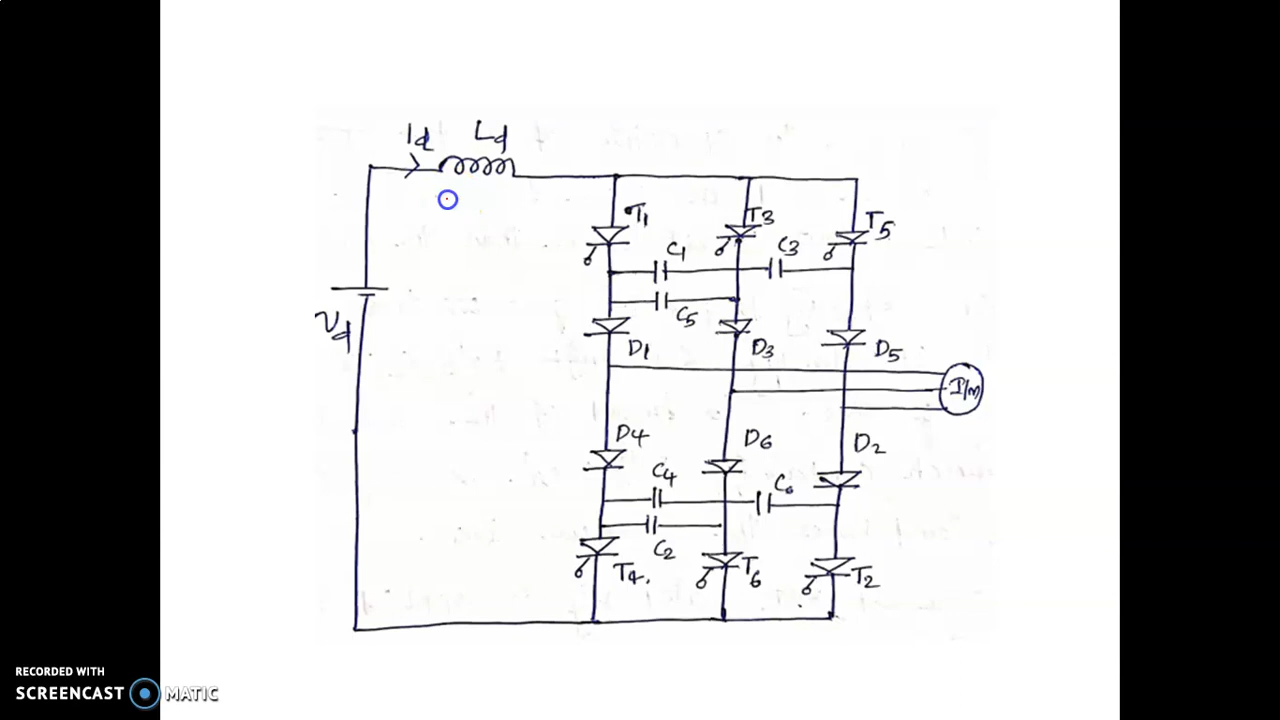 Id Ld
T1 T3 T5
C1 C3
C5
Vd
D1 D3 D5
I/m
D4 D6 D2
C4 C6
C2
T4. T6 T2
RECORDED WITH
SCREENCAST MATIC